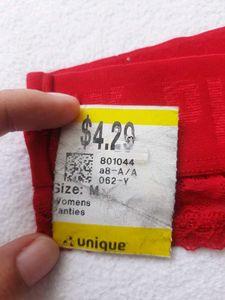 $4.29
801044
a8-A/A
062-Y
Size: M
Womens
Panties
unique